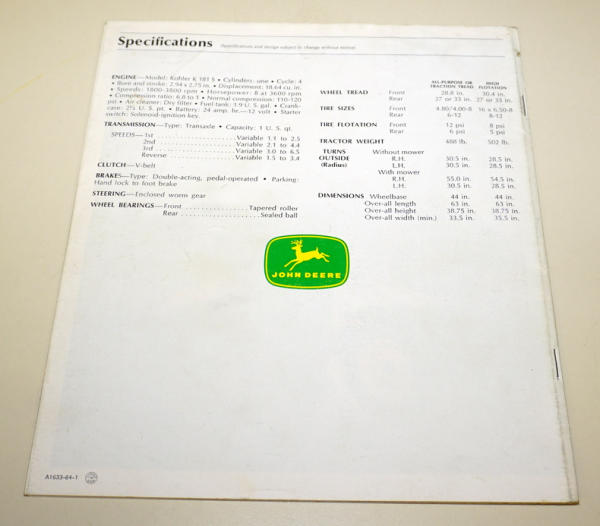 Specifications (Specifications and design subject to change without notice)
ENGINE—Model: Kohler K 181 S • Cylinders: one • Cycle: 4
• Bore and stroke: 2.94 x 2.75 in. • Displacement: 18.64 cu. in.
• Speeds: 1800-3800 rpm • Horsepower: 8 at 3600 rpm
• Compression ratio: 6.8 to 1 • Normal compression: 110-120
psi • Air cleaner: Dry filter • Fuel tank: 1.9 U.S. gal. • Crank-
case: 2½ U.S. pt. • Battery: 24 amp. hr.—12 volt • Starter
switch: Solenoid-ignition key.
TRANSMISSION—Type: Transaxle • Capacity: 1 U.S. qt.
SPEEDS—1st ........ Variable 1.1 to 2.5
2nd ........ Variable 2.1 to 4.4
3rd ........ Variable 3.0 to 6.5
Reverse ........ Variable 1.5 to 3.4
CLUTCH—V-belt
BRAKES—Type: Double-acting, pedal-operated • Parking:
Hand lock to foot brake
STEERING—Enclosed worm gear
WHEEL BEARINGS—Front ........ Tapered roller
Rear ........ Sealed ball
ALL-PURPOSE OR HIGH
TRACTION TREAD FLOTATION
WHEEL TREAD Front 28.8 in. 30.4 in.
Rear 27 or 33 in. 27 or 33 in.
TIRE SIZES Front 4.80/4.00-8 16 x 6.50-8
Rear 6-12 8-12
TIRE FLOTATION Front 12 psi 8 psi
Rear 6 psi 5 psi
TRACTOR WEIGHT 488 lb. 502 lb.
TURNS Without mower
OUTSIDE R.H. 30.5 in. 28.5 in.
(Radius) L.H. 30.5 in. 28.5 in.
With mower
R.H. 55.0 in. 54.5 in.
L.H. 30.5 in. 28.5 in.
DIMENSIONS Wheelbase 44 in. 44 in.
Over-all length 63 in. 63 in.
Over-all height 38.75 in. 38.75 in.
Over-all width (min.) 33.5 in. 35.5 in.
JOHN DEERE
A1633-64-1